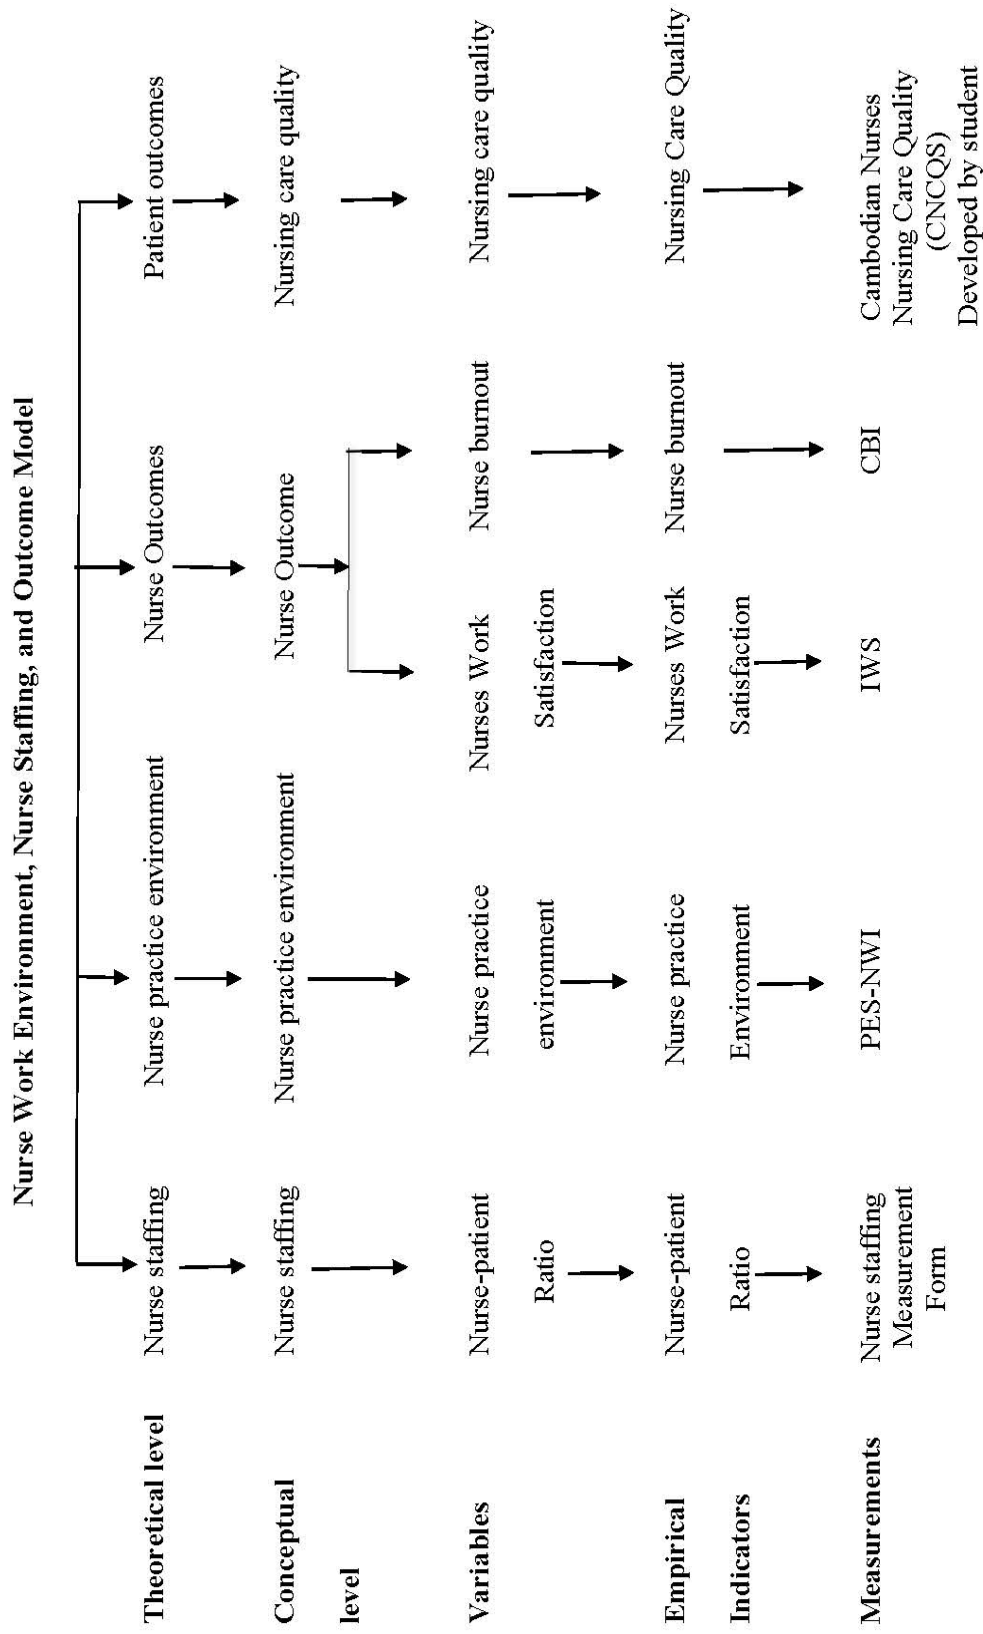 Nurse Work Environment, Nurse Staffing, and Outcome Model
Theoretical level
Nurse staffing
Nurse practice environment
Nurse Outcomes
Patient outcomes
Conceptual
level
Nurse staffing
Nurse practice environment
Nurse Outcome
Nursing care quality
Variables
Nurse-patient
Ratio
Nurse practice
environment
Nurses Work
Satisfaction
Nurse burnout
Nursing care quality
Empirical
Indicators
Nurse-patient
Ratio
Nurse practice
Environment
Nurses Work
Satisfaction
Nurse burnout
Nursing Care Quality
Measurements
Nurse staffing
Measurement
Form
PES-NWI
IWS
CBI
Cambodian Nurses
Nursing Care Quality
(CNCQS)
Developed by student